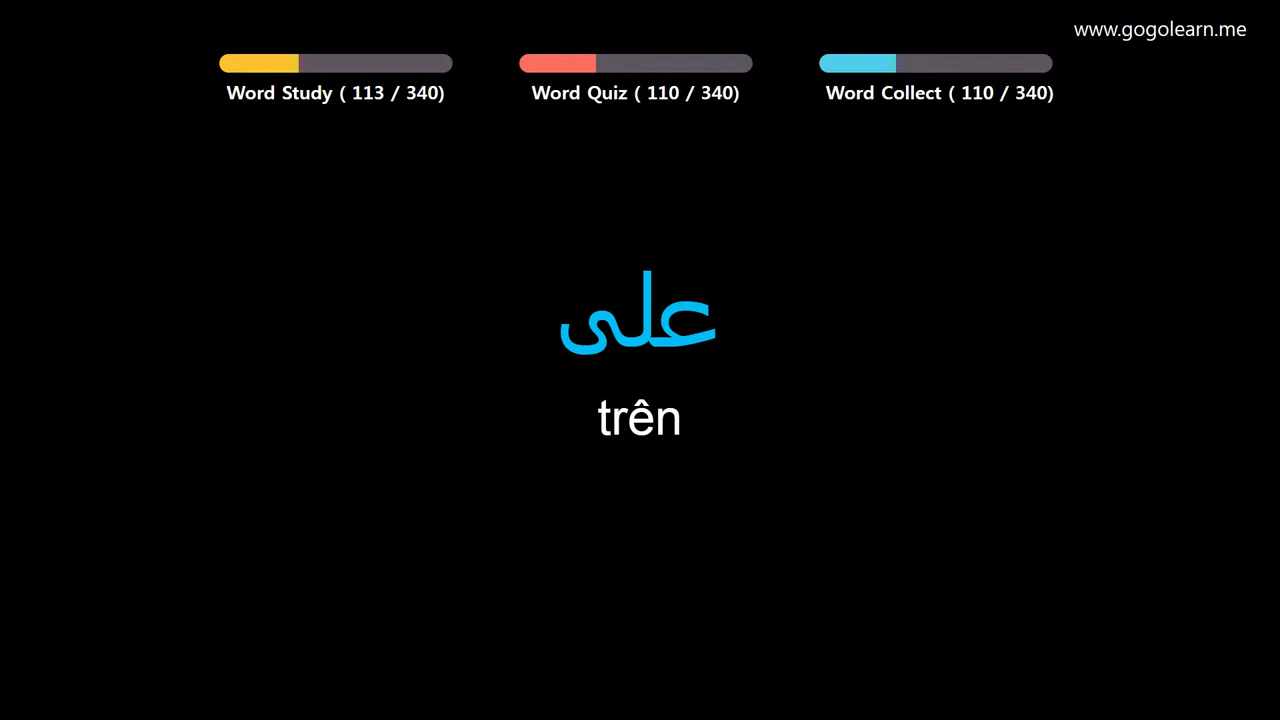 www.gogolearn.me
Word Study ( 113 / 340)
Word Quiz ( 110 / 340)
Word Collect ( 110 / 340)
على
trên